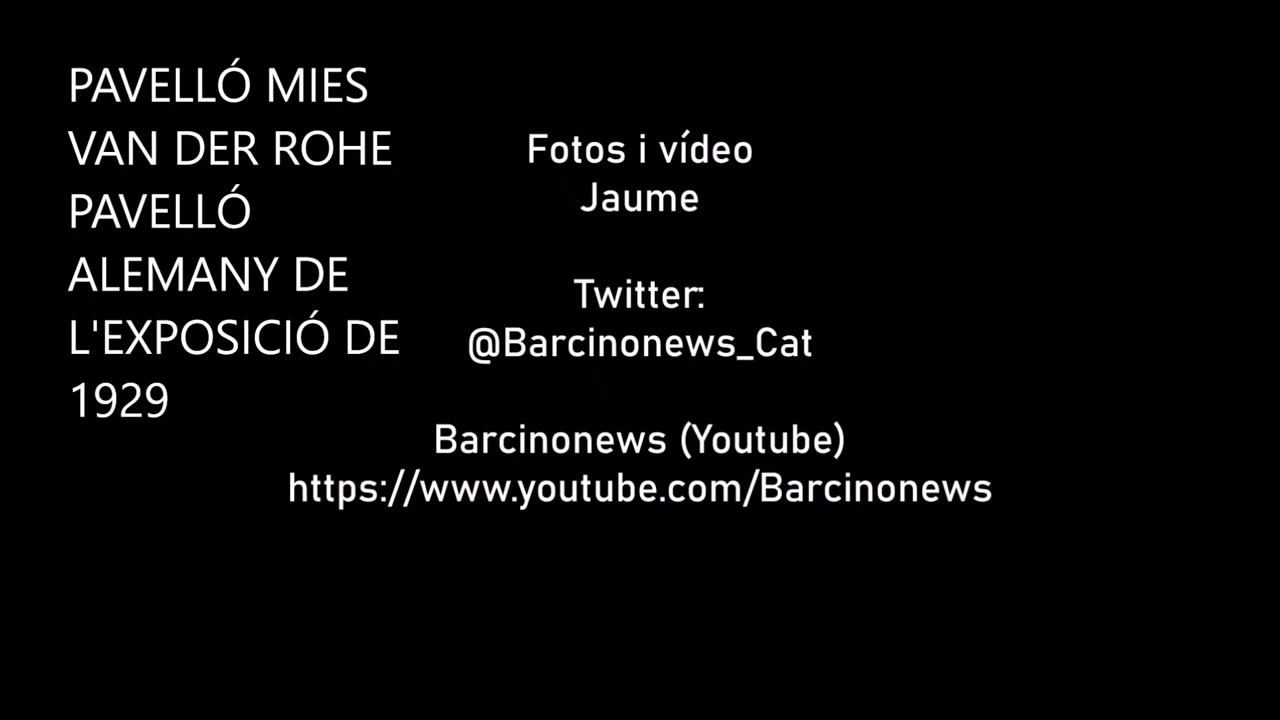 PAVELLÓ MIES
VAN DER ROHE
PAVELLÓ
ALEMANY DE
L'EXPOSICIÓ DE
1929
Fotos i vídeo
Jaume
Twitter:
@Barcinonews_Cat
Barcinonews (Youtube)
https://www.youtube.com/Barcinonews